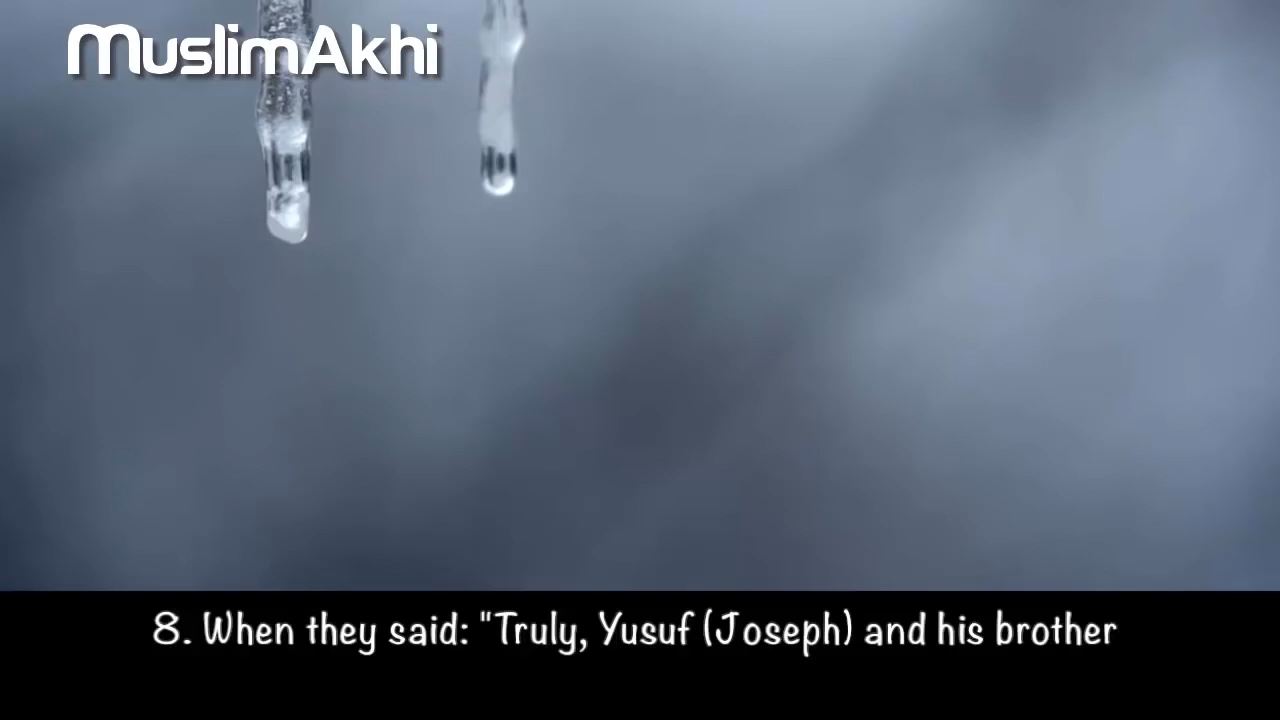 MuslimAkhi
8. When they said: "Truly, Yusuf (Joseph) and his brother